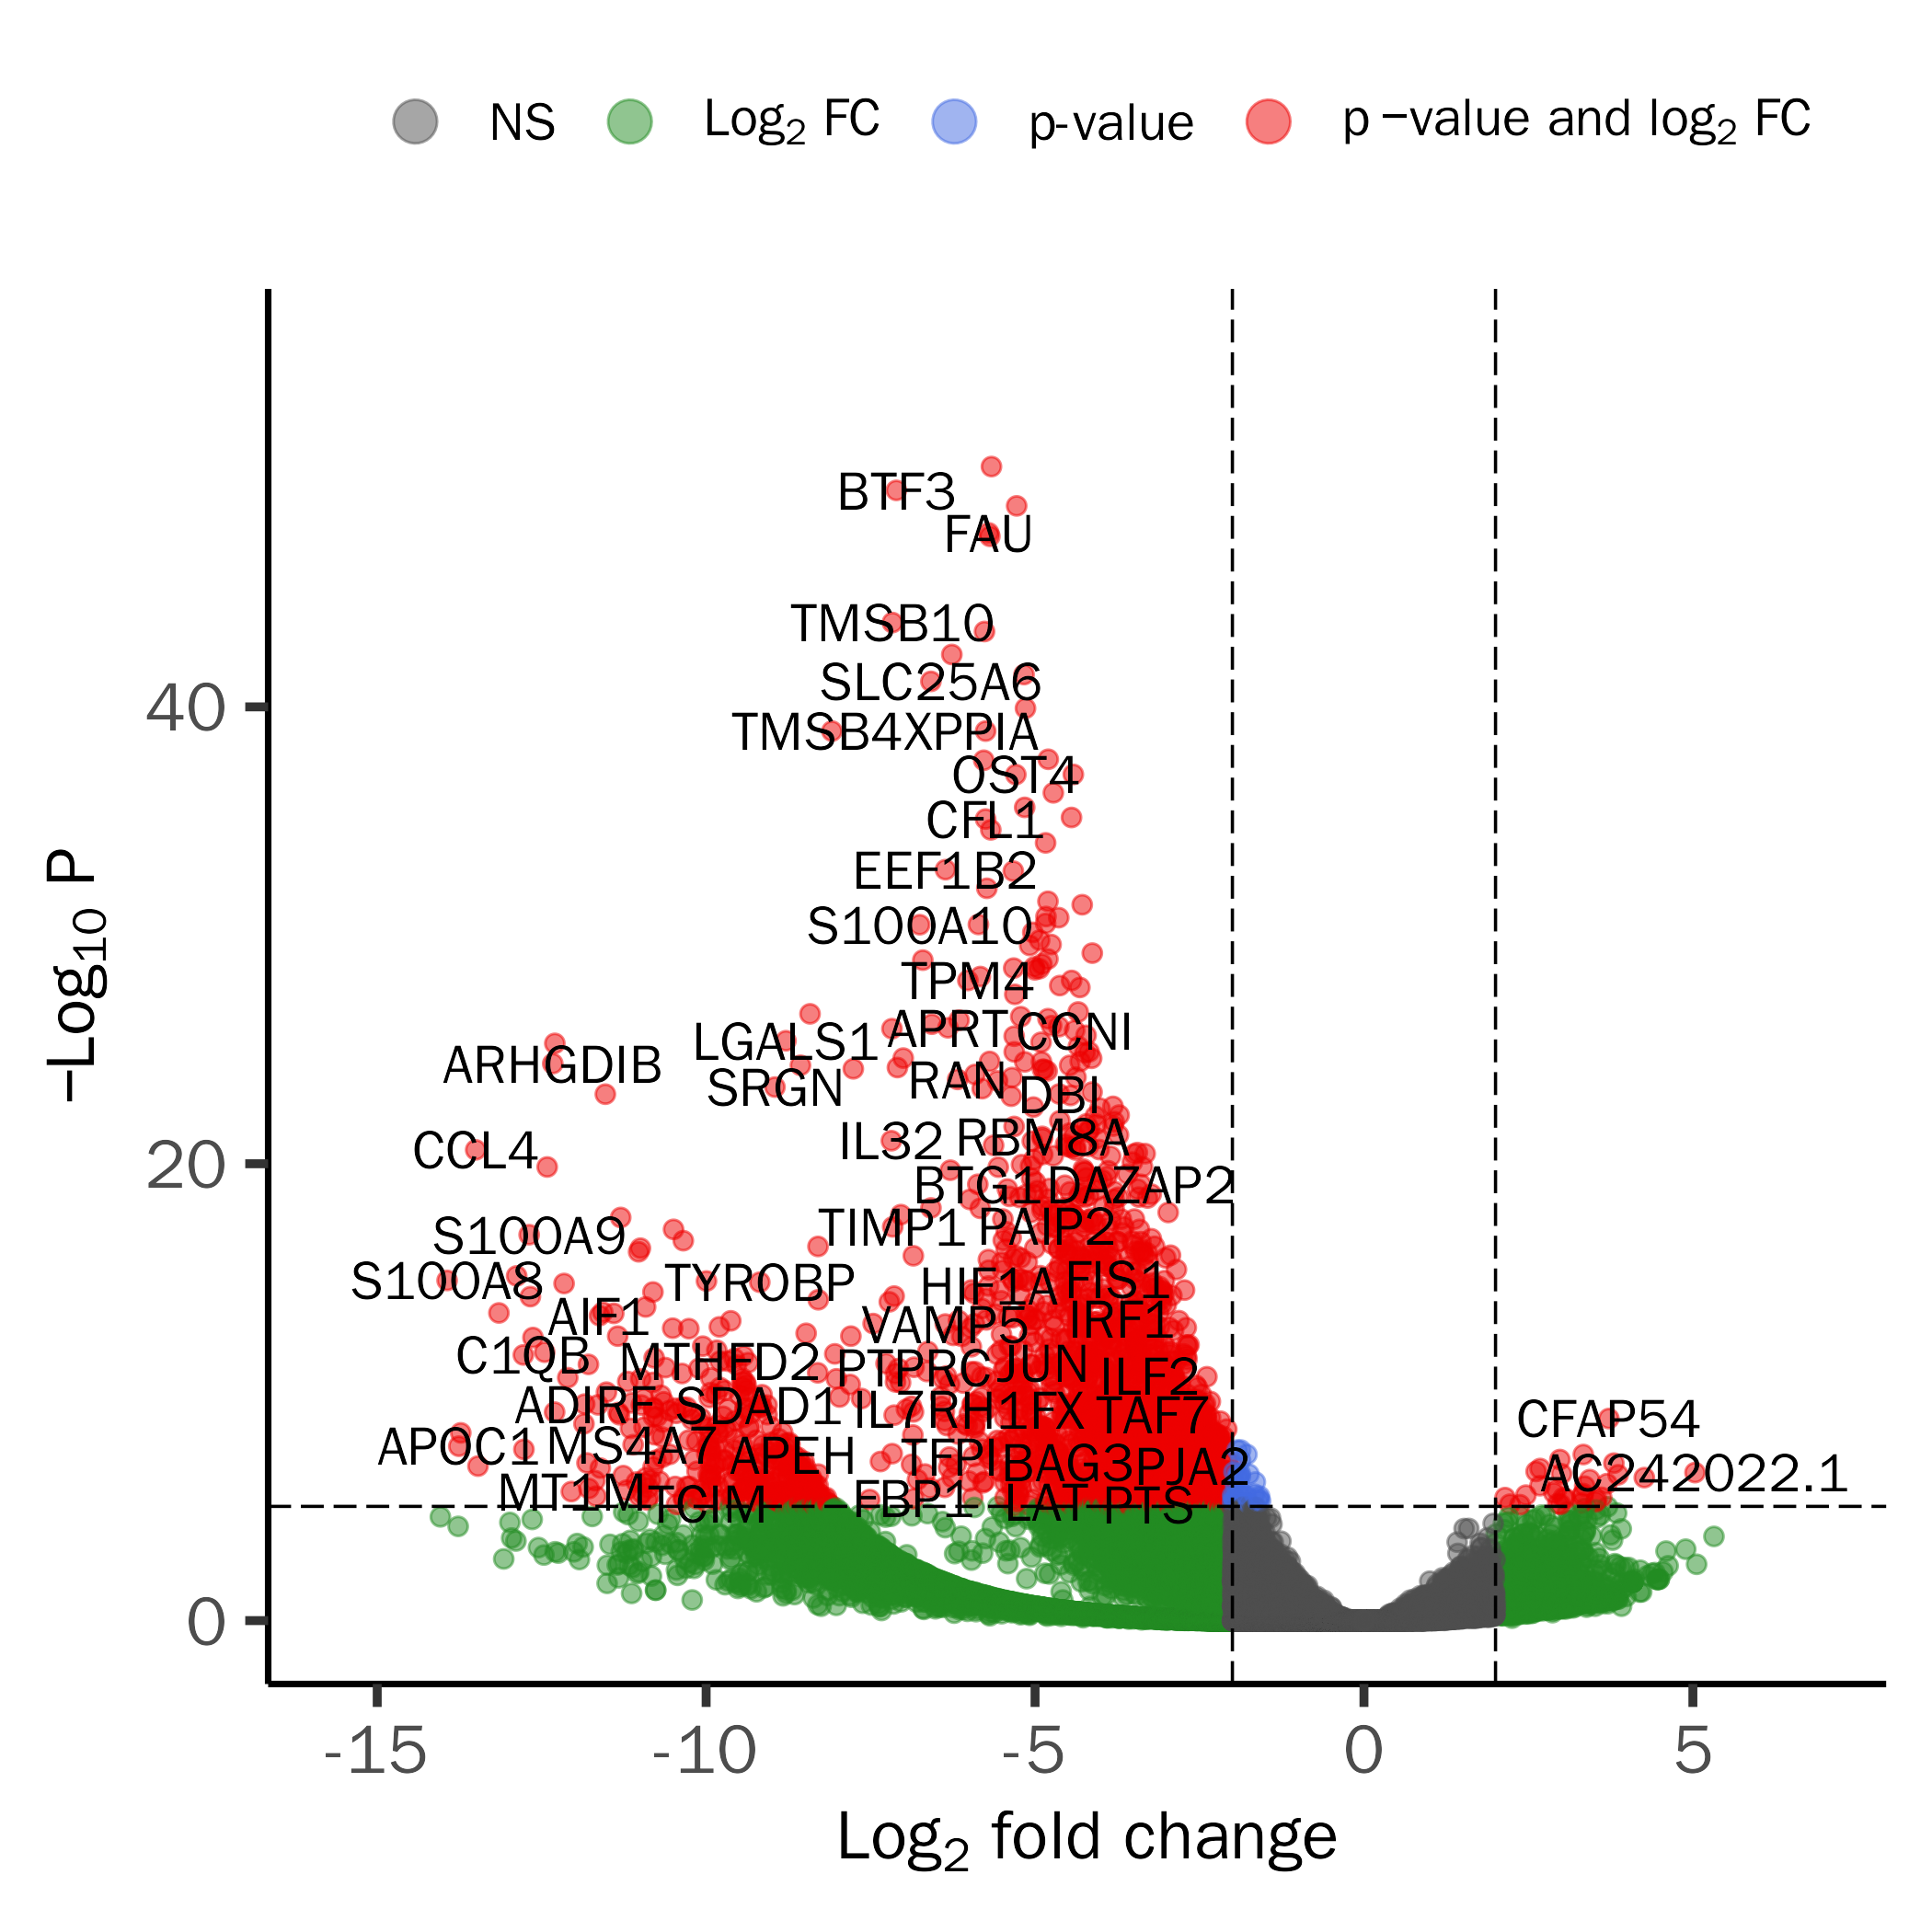 NS Log2 FC p-value p –value and log2 FC
–Log10 P
40
20
0
BTF3
FAU
TMSB10
SLC25A6
TMSB4X PPIA
OST4
CFL1
EEF1B2
S100A10
TPM4
LGALS1 APRT CCNI
ARHGDIB
SRGN RAN DBI
CCL4 IL32 RBM8A
BTG1 DAZAP2
S100A9 TIMP1 PAIP2
S100A8 TYROBP HIF1A FIS1
AIF1 VAMP5 IRF1
C1QB MTHFD2 PTPRC JUN ILF2
ADIRF SDAD1 IL7R H1FX TAF7
CFAP54
APOC1 MS4A7 APEH TFPI BAG3 PJA2
AC242022.1
MT1M TCIM FBP1 LAT PTS
-15 -10 -5 0 5
Log2 fold change